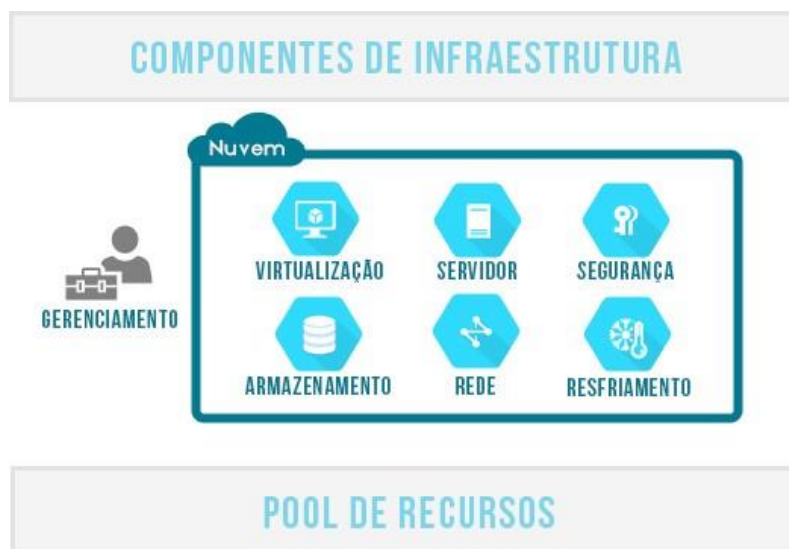 COMPONENTES DE INFRAESTRUTURA
Nuvem
VIRTUALIZAÇÃO
SERVIDOR
SEGURANÇA
GERENCIAMENTO
ARMAZENAMENTO
REDE
RESFRIAMENTO
POOL DE RECURSOS